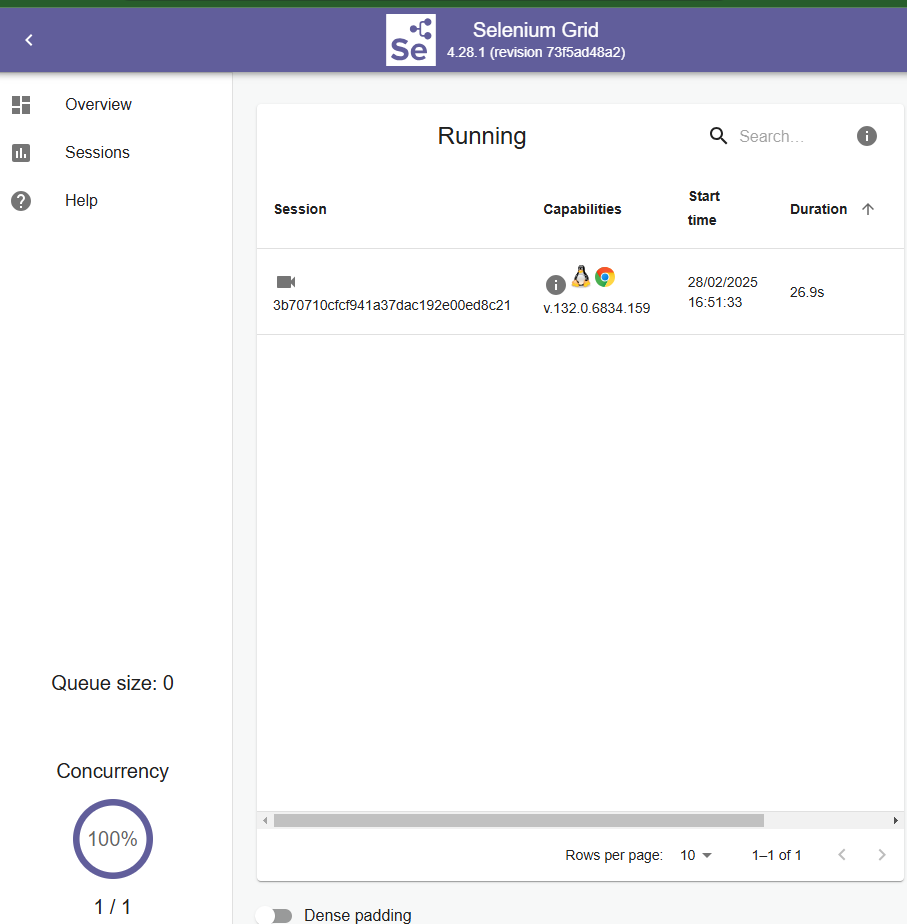 Se
Selenium Grid
4.28.1 (revision 73f5ad48a2)
Overview
Sessions
Help
Queue size: 0
Concurrency
100%
1 / 1
Running
Search…
Session
Capabilities
Start
time
Duration
3b70710cfcf941a37dac192e00ed8c21
v.132.0.6834.159
28/02/2025
16:51:33
26.9s
Rows per page:
10
1–1 of 1
Dense padding